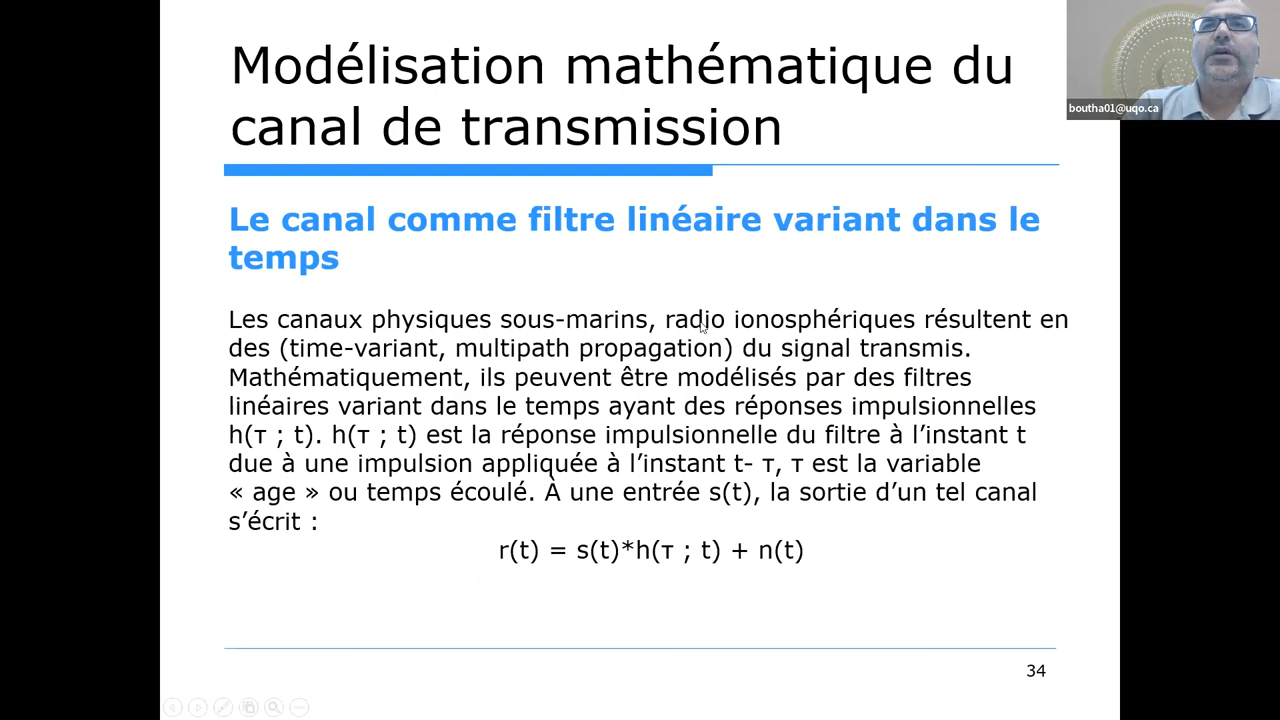 Modélisation mathématique du
canal de transmission
boutha01@uqo.ca
Le canal comme filtre linéaire variant dans le
temps
Les canaux physiques sous-marins, radio ionosphériques résultent en
des (time-variant, multipath propagation) du signal transmis.
Mathématiquement, ils peuvent être modélisés par des filtres
linéaires variant dans le temps ayant des réponses impulsionnelles
h(τ ; t). h(τ ; t) est la réponse impulsionnelle du filtre à l’instant t
due à une impulsion appliquée à l’instant t- τ, τ est la variable
« age » ou temps écoulé. À une entrée s(t), la sortie d’un tel canal
s’écrit :
r(t) = s(t)*h(τ ; t) + n(t)
34